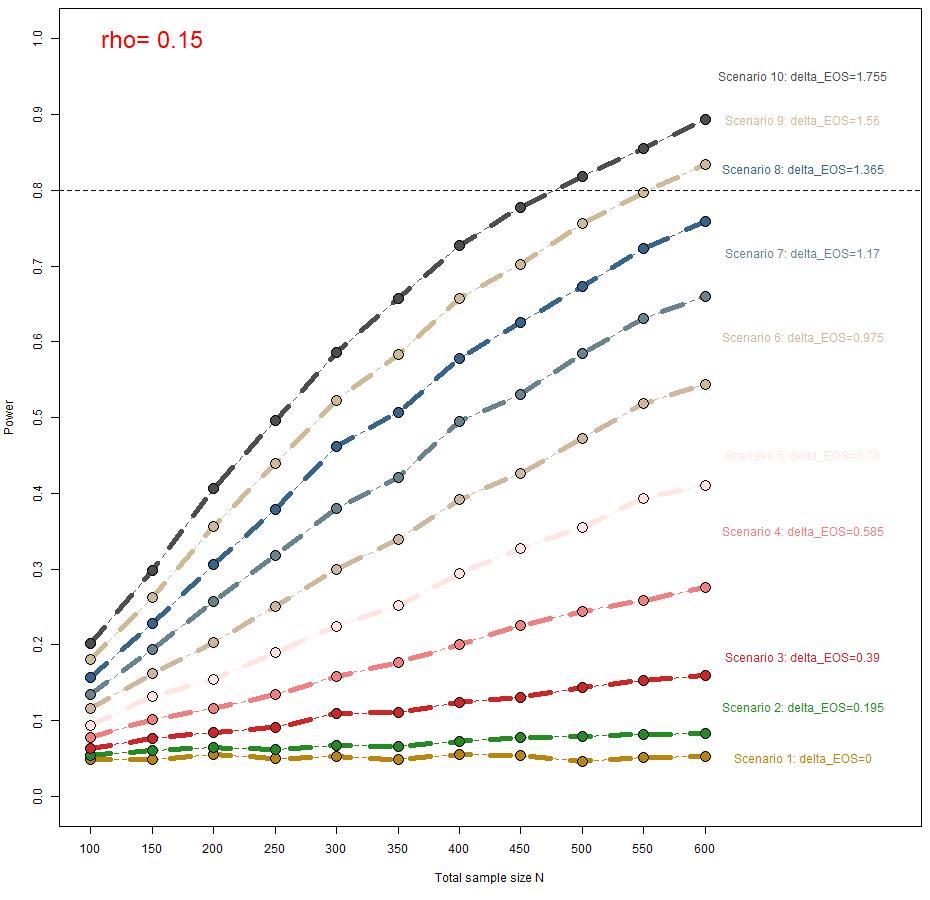 rho= 0.15
Scenario 10: delta_EOS=1.755
Scenario 9: delta_EOS=1.56
Scenario 8: delta_EOS=1.365
Scenario 7: delta_EOS=1.17
Scenario 6: delta_EOS=0.975
Scenario 5: delta_EOS=0.78
Scenario 4: delta_EOS=0.585
Scenario 3: delta_EOS=0.39
Scenario 2: delta_EOS=0.195
Scenario 1: delta_EOS=0
Power
1.0
0.9
0.8
0.7
0.6
0.5
0.4
0.3
0.2
0.1
0.0
100 150 200 250 300 350 400 450 500 550 600
Total sample size N